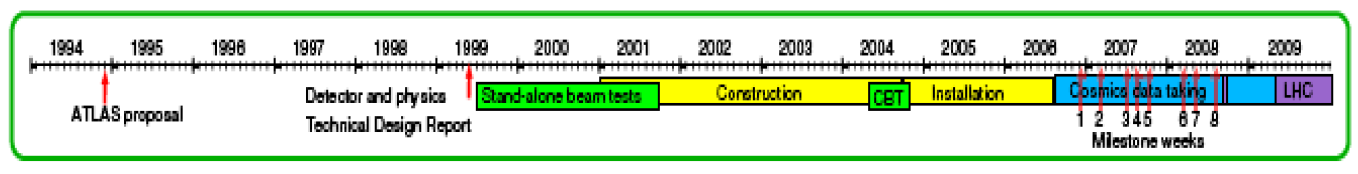 1994 1995 1996 1997 1998 1999 2000 2001 2002 2003 2004 2005 2006 2007 2008 2009
ATLAS proposal
Detector and physics
Technical Design Report
Stand-alone beam tests
Construction
CBT
Installation
Cosmics data taking
LHC
1 2 3 4 5 6 7 8
Milestone weeks